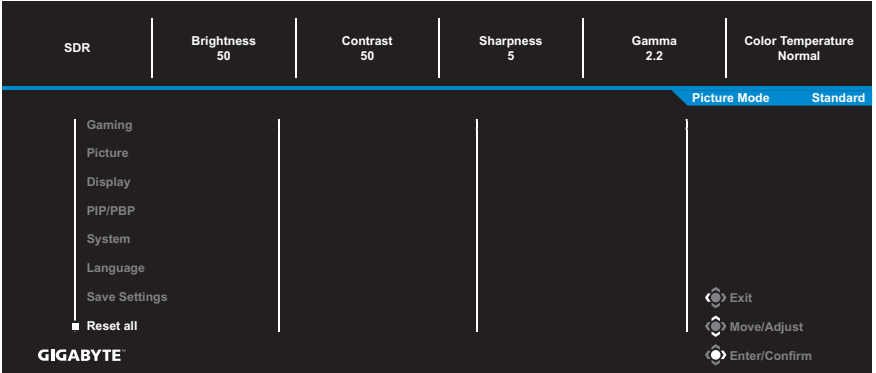 SDR
Brightness
50
Contrast
50
Sharpness
5
Gamma
2.2
Color Temperature
Normal
Picture Mode Standard
Gaming
Picture
Display
PIP/PBP
System
Language
Save Settings
Reset all
Exit
Move/Adjust
Enter/Confirm
GIGABYTE™